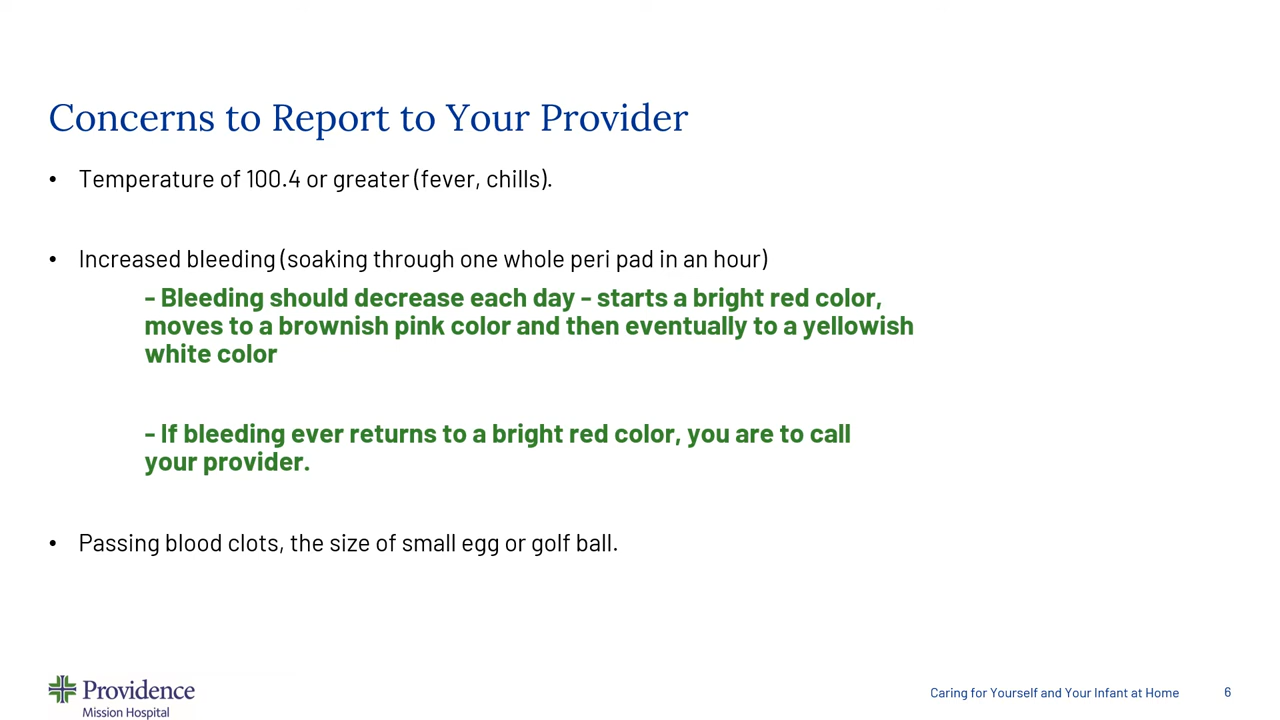 Concerns to Report to Your Provider
• Temperature of 100.4 or greater (fever, chills).
• Increased bleeding (soaking through one whole peri pad in an hour)
- Bleeding should decrease each day - starts a bright red color,
moves to a brownish pink color and then eventually to a yellowish
white color
- If bleeding ever returns to a bright red color, you are to call
your provider.
• Passing blood clots, the size of small egg or golf ball.
Providence
Mission Hospital
Caring for Yourself and Your Infant at Home 6